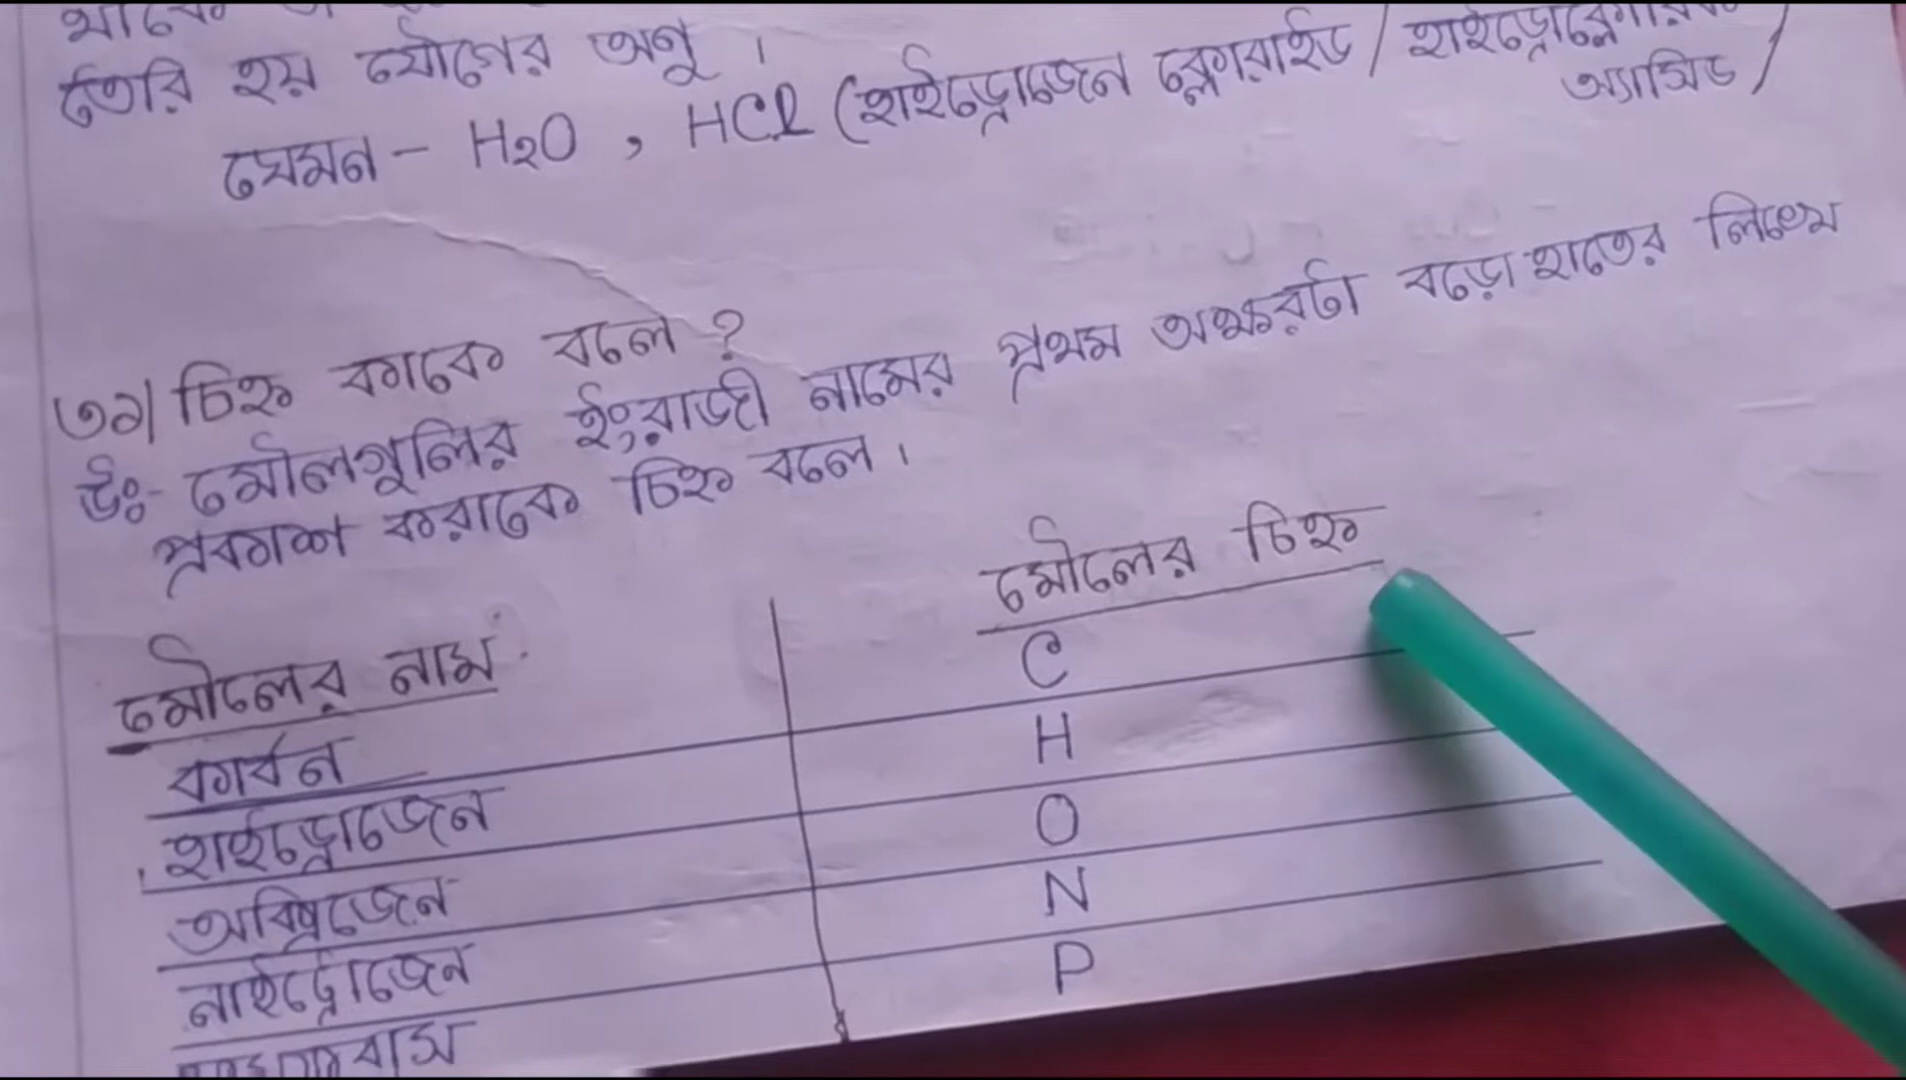 তৈরি হয় যৌগের অণু ।
যেমন - H₂O , HCl (হাইড্রোজেন ক্লোরাইড / হাইড্রোক্লোরিক
অ্যাসিড /
৩১| চিহ্ন কাকে বলে ?
উঃ- মৌলগুলির ইংরাজী নামের প্রথম অক্ষরটা বড়ো হাতের লিখে
প্রকাশ করাকে চিহ্ন বলে ।
মৌলের নাম মৌলের চিহ্ন
কার্বন C
হাইড্রোজেন H
অক্সিজেন O
নাইট্রোজেন N
P